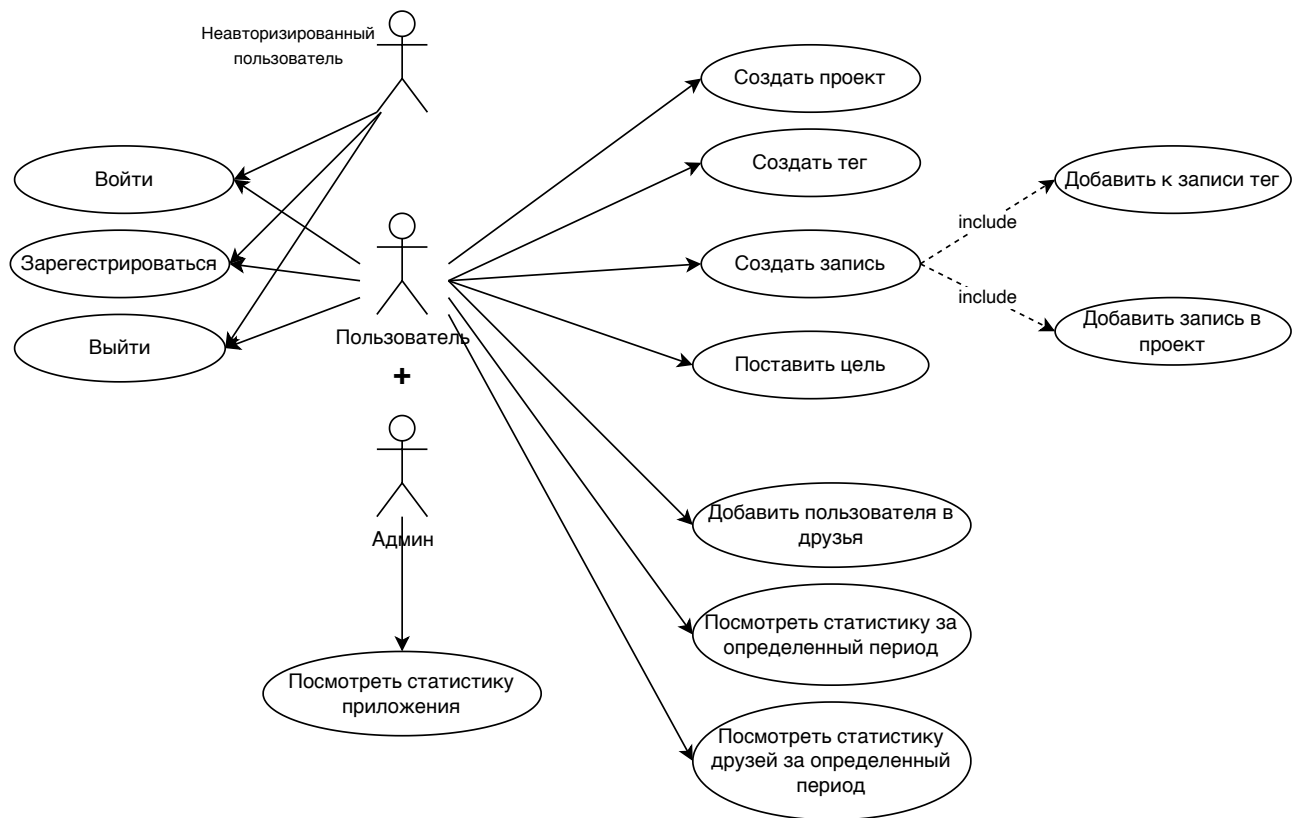 Неавторизированный
пользователь
Создать проект
Создать тег
Войти
Добавить к записи тег
include
Зарегестрироваться
Создать запись
include
Добавить запись в
проект
Выйти
Пользователь
Поставить цель
+
Админ
Добавить пользователя в
друзья
Посмотреть статистику за
определенный период
Посмотреть статистику
приложения
Посмотреть статистику
друзей за определенный
период